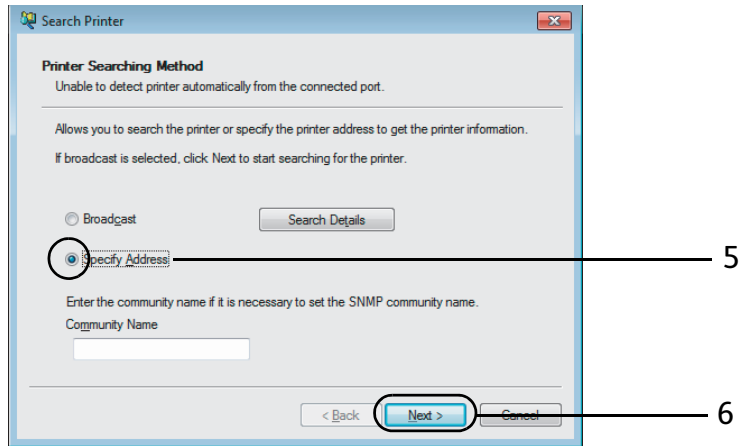 Search Printer
Printer Searching Method
Unable to detect printer automatically from the connected port.
Allows you to search the printer or specify the printer address to get the printer information.
If broadcast is selected, click Next to start searching for the printer.
Broadcast Search Details
Specify Address 5
Enter the community name if it is necessary to set the SNMP community name.
Community Name
< Back Next > Cancel 6